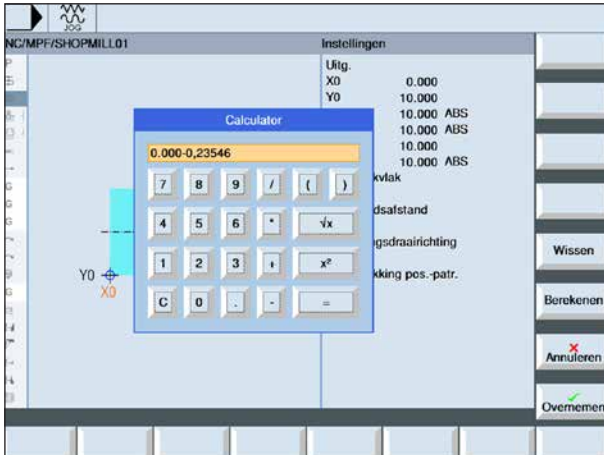 JOG
NC/MPF/SHOPMILL01
Instellingen
Uitg.
X0 0.000
Y0 10.000
10.000 ABS
10.000 ABS
10.000
10.000 ABS
kvlak
dsafstand
gsdraairichting
kking pos.-patr.
Calculator
0.000-0,23546
7 8 9 / ( )
4 5 6 * √x
1 2 3 + x²
C 0 . - =
Y0
X0
Wissen
Berekenen
Annuleren
Overnemen